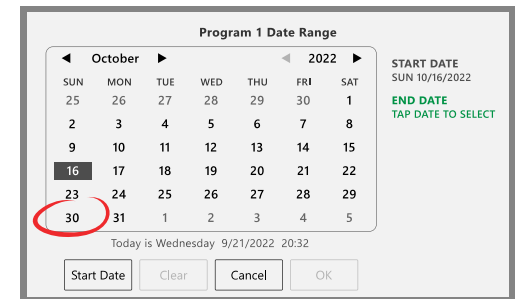 Program 1 Date Range
October 2022
SUN MON TUE WED THU FRI SAT
25 26 27 28 29 30 1
2 3 4 5 6 7 8
9 10 11 12 13 14 15
16 17 18 19 20 21 22
23 24 25 26 27 28 29
30 31 1 2 3 4 5
Today is Wednesday 9/21/2022 20:32
Start Date Clear Cancel OK
START DATE
SUN 10/16/2022
END DATE
TAP DATE TO SELECT